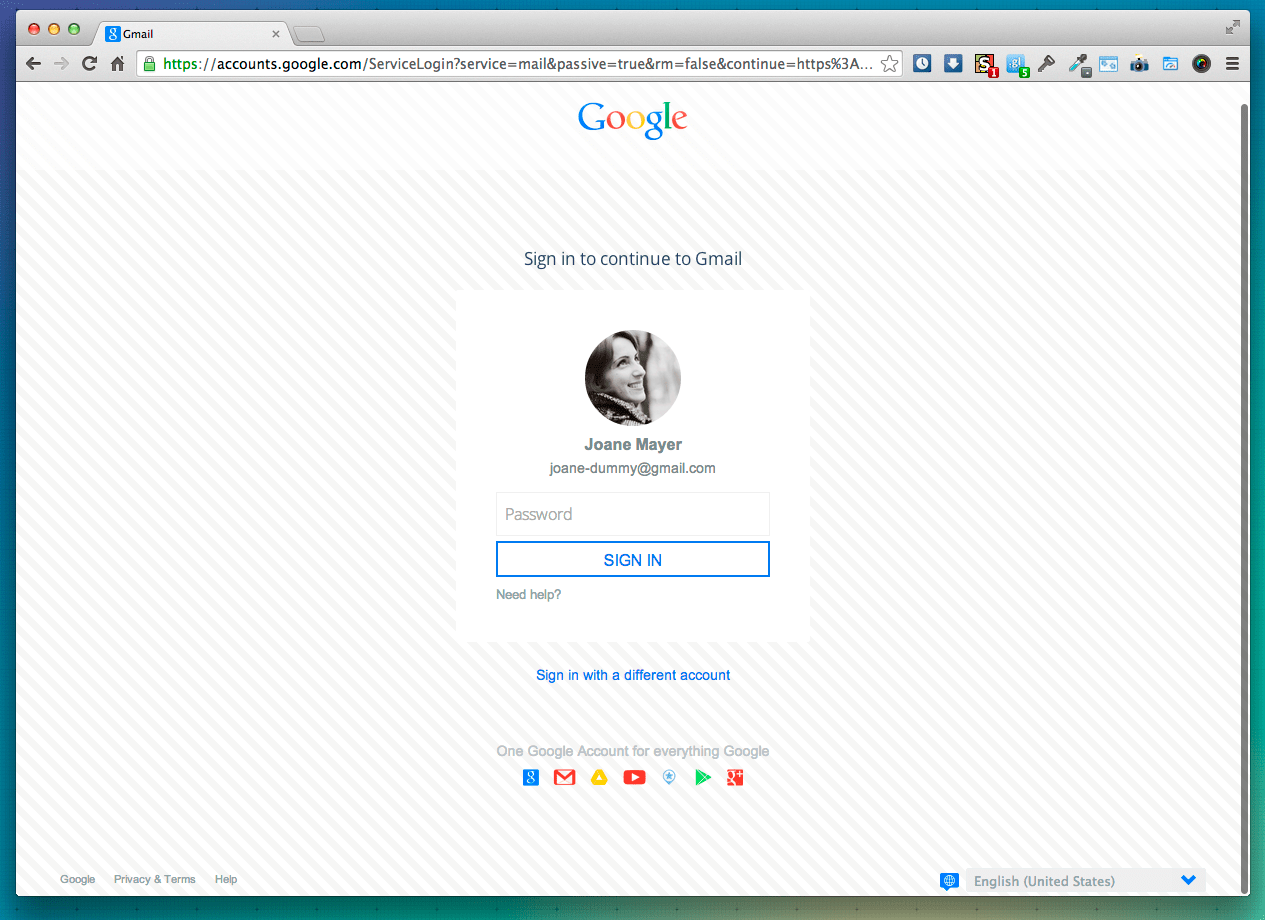 Gmail
https://accounts.google.com/ServiceLogin?service=mail&passive=true&rm=false&continue=https%3A...
1
5
Google
Sign in to continue to Gmail
Joane Mayer
joane-dummy@gmail.com
Password
SIGN IN
Need help?
Sign in with a different account
One Google Account for everything Google
Google Privacy & Terms Help
English (United States)